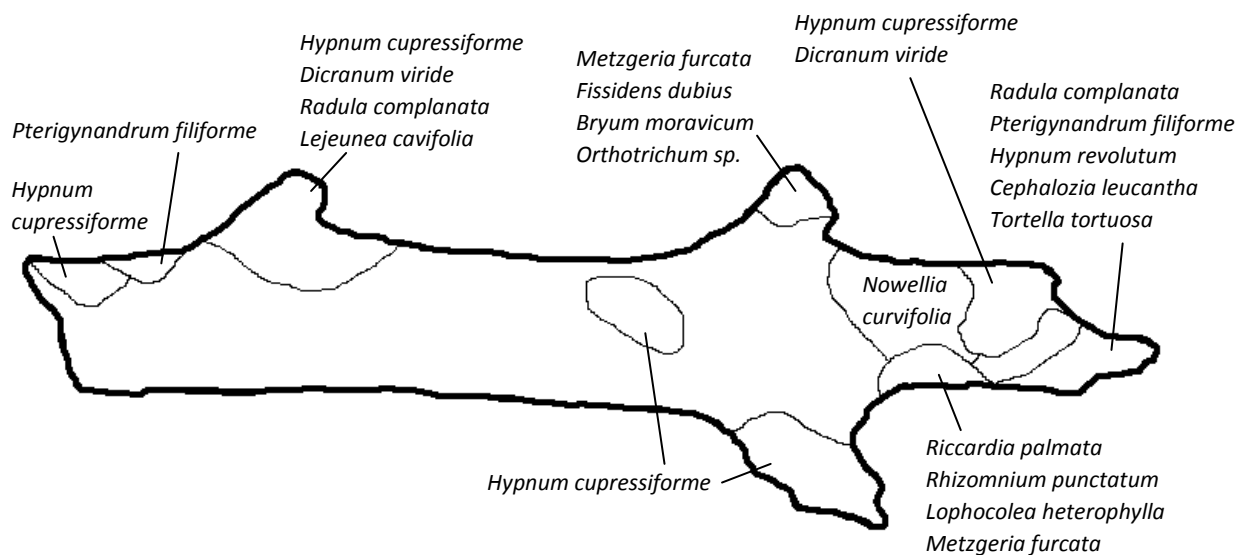 Hypnum cupressiforme
Dicranum viride
Radula complanata
Lejeunea cavifolia
Metzgeria furcata
Fissidens dubius
Bryum moravicum
Orthotrichum sp.
Hypnum cupressiforme
Dicranum viride
Radula complanata
Pterigynandrum filiforme
Hypnum revolutum
Cephalozia leucantha
Tortella tortuosa
Pterigynandrum filiforme
Hypnum
cupressiforme
Nowellia
curvifolia
Hypnum cupressiforme
Riccardia palmata
Rhizomnium punctatum
Lophocolea heterophylla
Metzgeria furcata